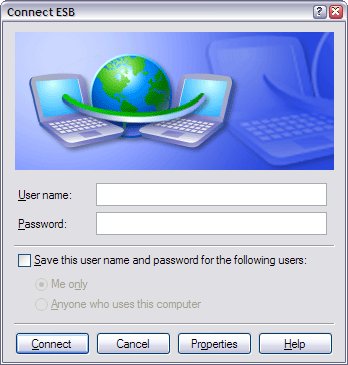 Connect ESB
User name:
Password:
Save this user name and password for the following users:
Me only
Anyone who uses this computer
Connect Cancel Properties Help